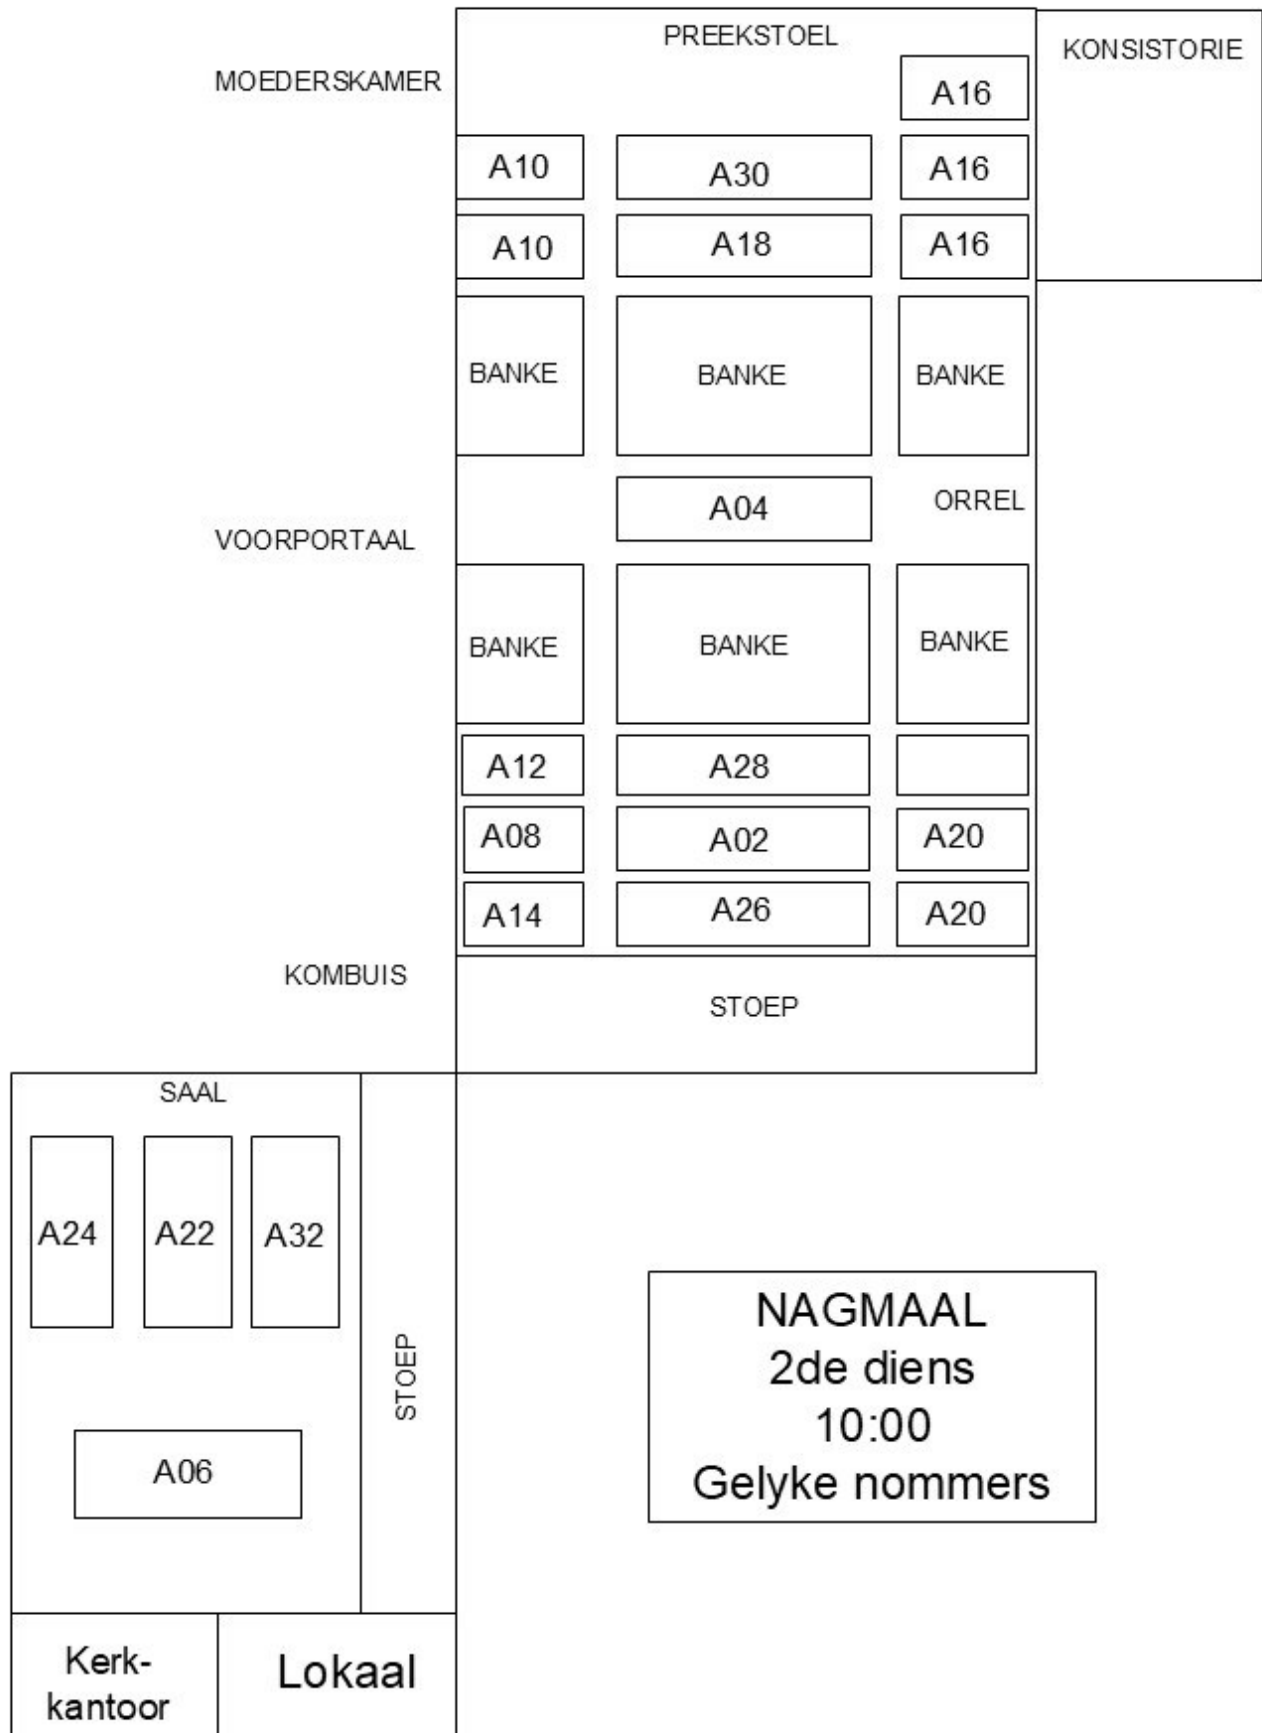 PREEKSTOEL
KONSISTORIE
MOEDERSKAMER
A16
A10
A30
A16
A10
A18
A16
BANKE
BANKE
BANKE
A04
ORREL
VOORPORTAAL
BANKE
BANKE
BANKE
A12
A28
A08
A02
A20
A14
A26
A20
KOMBUIS
STOEP
SAAL
A24
A22
A32
STOEP
A06
NAGMAAL
2de diens
10:00
Gelyke nommers
Kerk-
kantoor
Lokaal